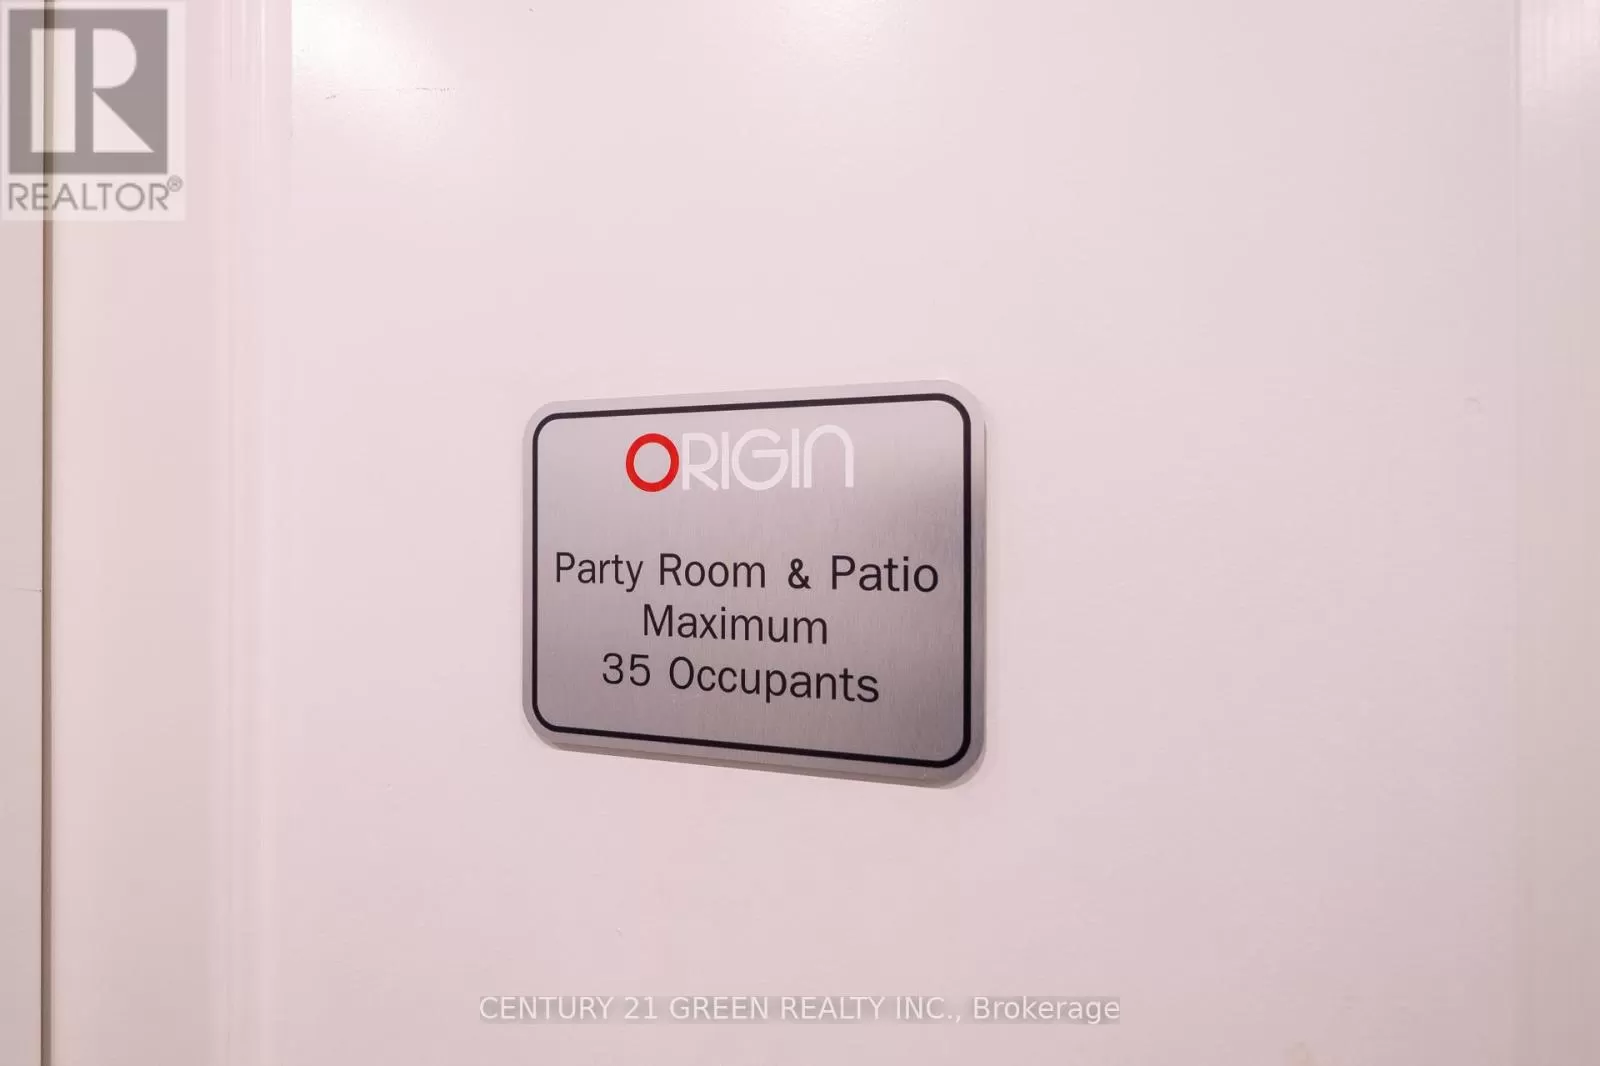 R
REALTOR®
ORIGIN
Party Room & Patio
Maximum
35 Occupants
CENTURY 21 GREEN REALTY INC., Brokerage